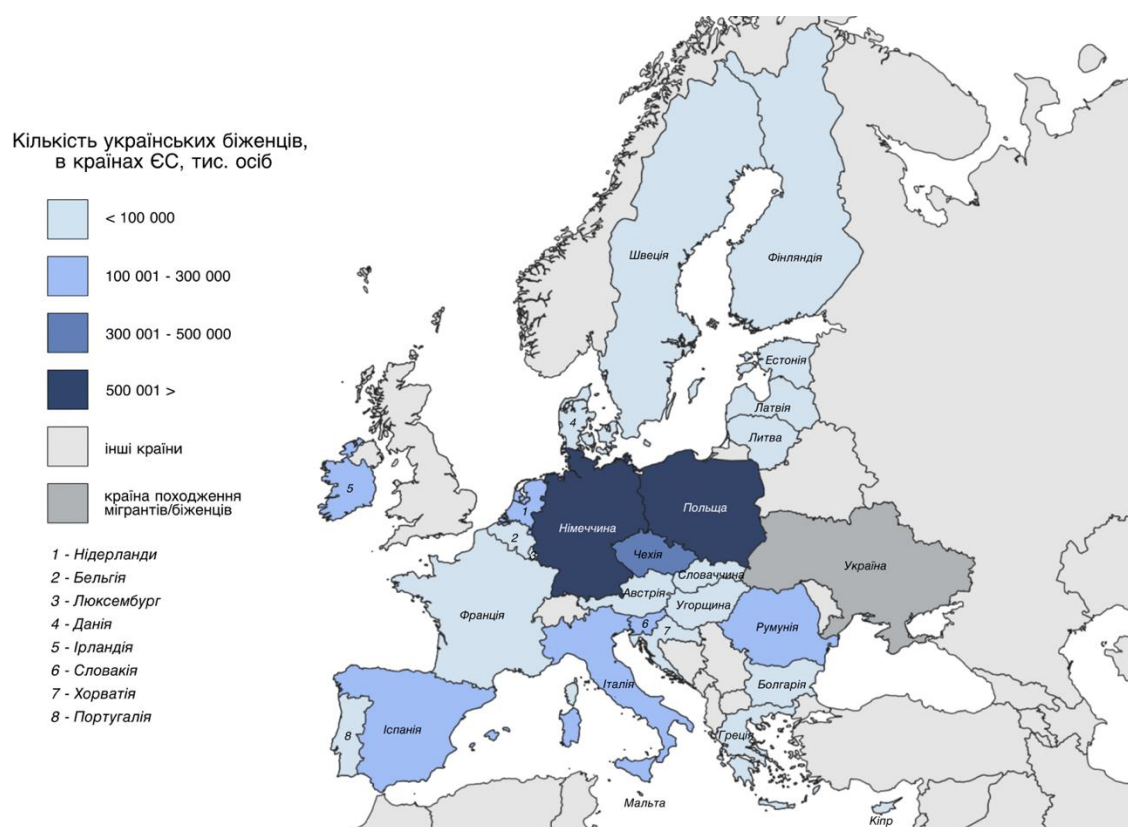 Кількість українських біженців,
в країнах ЄС, тис. осіб
< 100 000
100 001 - 300 000
300 001 - 500 000
500 001 >
інші країни
країна походження
мігрантів/біженців
1 - Нідерланди
2 - Бельгія
3 - Люксембург
4 - Данія
5 - Ірландія
6 - Словакія
7 - Хорватія
8 - Португалія
Швеція
Фінляндія
Естонія
Латвія
Литва
4
5
1
2
3
Німеччина
Польща
Чехія
Словаччина
Україна
Австрія
Угорщина
Франція
6
7
Румунія
Італія
Болгарія
Іспанія
8
Греція
Мальта
Кіпр